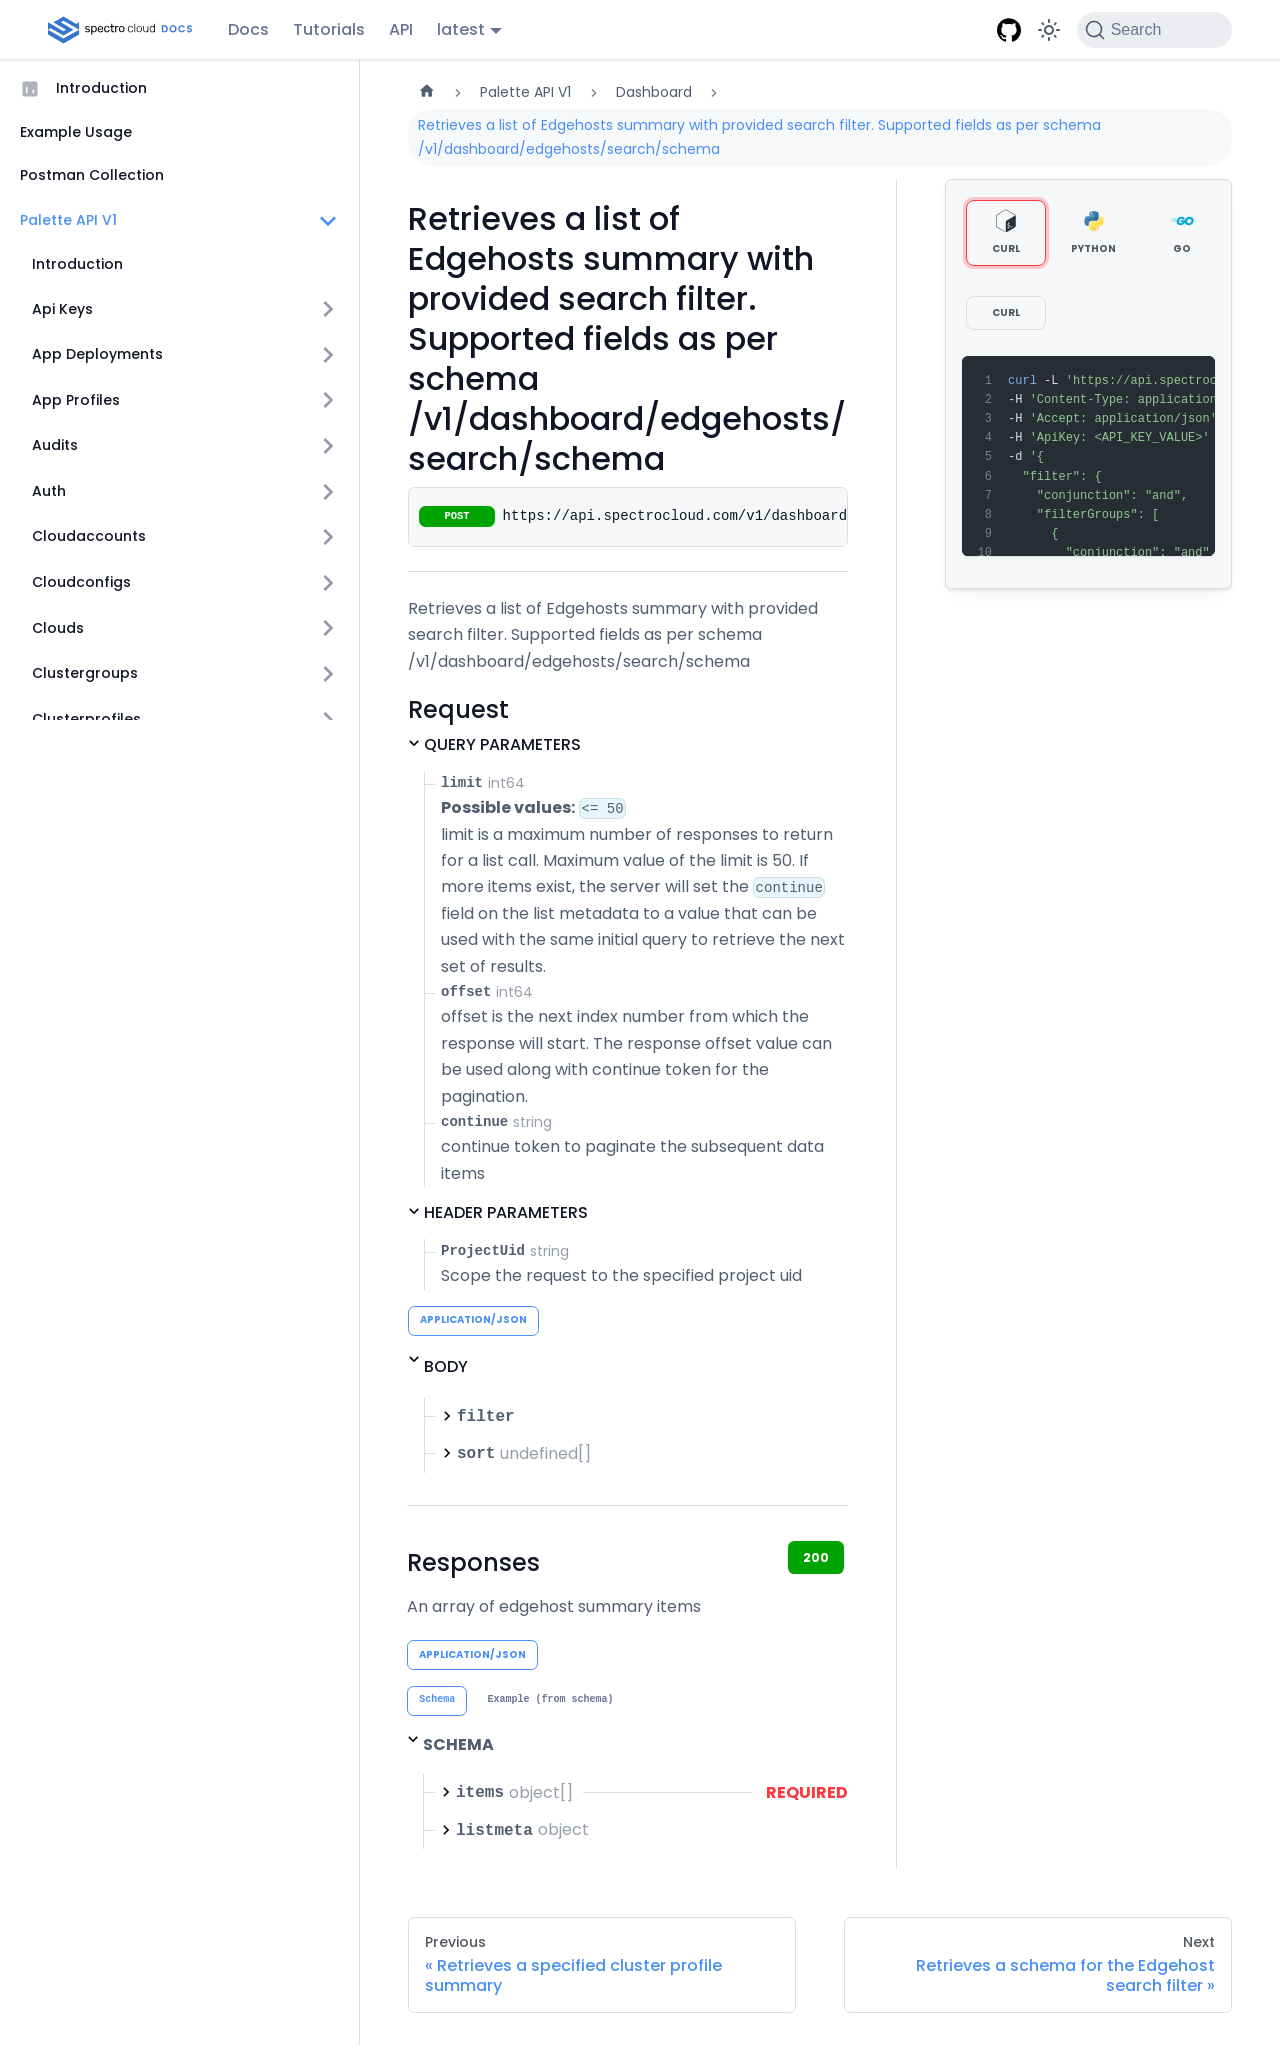 spectro cloud DOCS
Docs
Tutorials
API
latest
Search
Introduction
Example Usage
Postman Collection
Palette API V1
Introduction
Api Keys
App Deployments
App Profiles
Audits
Auth
Cloudaccounts
Cloudconfigs
Clouds
Clustergroups
Clusterprofiles
Palette API V1
Dashboard
Retrieves a list of Edgehosts summary with provided search filter. Supported fields as per schema
/v1/dashboard/edgehosts/search/schema
Retrieves a list of
Edgehosts summary with
provided search filter.
Supported fields as per
schema
/v1/dashboard/edgehosts/
search/schema
POST https://api.spectrocloud.com/v1/dashboard
Retrieves a list of Edgehosts summary with provided
search filter. Supported fields as per schema
/v1/dashboard/edgehosts/search/schema
Request
QUERY PARAMETERS
limit int64
Possible values: <= 50
limit is a maximum number of responses to return
for a list call. Maximum value of the limit is 50. If
more items exist, the server will set the continue
field on the list metadata to a value that can be
used with the same initial query to retrieve the next
set of results.
offset int64
offset is the next index number from which the
response will start. The response offset value can
be used along with continue token for the
pagination.
continue string
continue token to paginate the subsequent data
items
HEADER PARAMETERS
ProjectUid string
Scope the request to the specified project uid
APPLICATION/JSON
BODY
filter
sort undefined[]
Responses
200
An array of edgehost summary items
APPLICATION/JSON
Schema Example (from schema)
SCHEMA
items object[] REQUIRED
listmeta object
CURL PYTHON GO
CURL
1 curl -L 'https://api.spectroc
2 -H 'Content-Type: application
3 -H 'Accept: application/json'
4 -H 'ApiKey: <API_KEY_VALUE>'
5 -d '{
6 "filter": {
7 "conjunction": "and",
8 "filterGroups": [
9 {
10 "conjunction": "and"
Previous
« Retrieves a specified cluster profile
summary
Next
Retrieves a schema for the Edgehost
search filter »